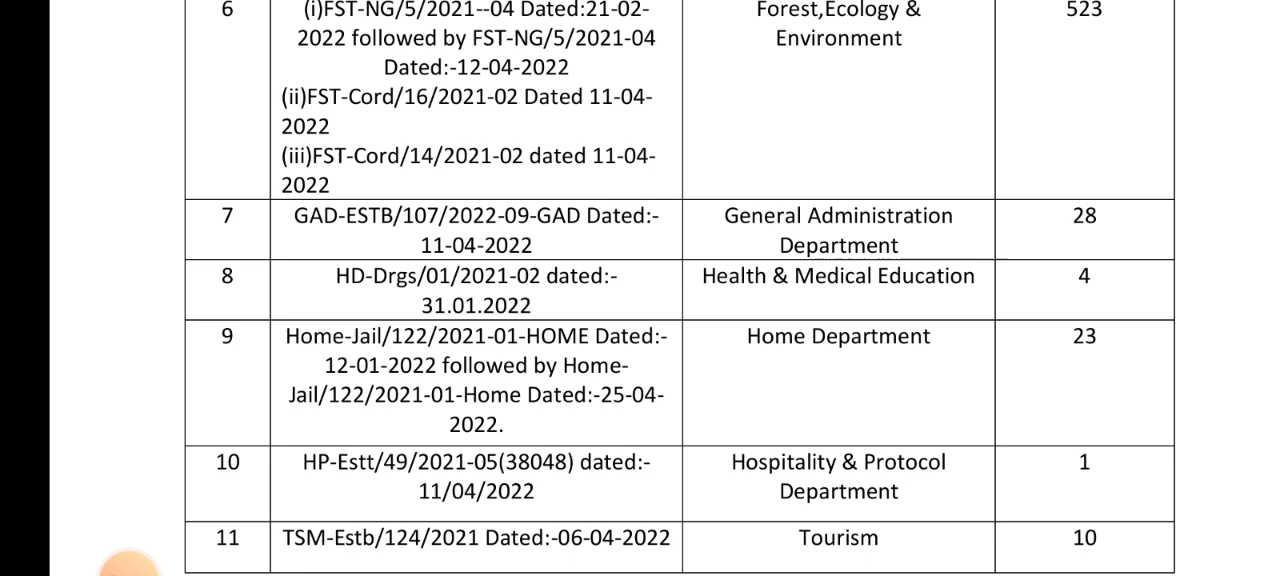 6
(i)FST-NG/5/2021--04 Dated:21-02-
2022 followed by FST-NG/5/2021-04
Dated:-12-04-2022
(ii)FST-Cord/16/2021-02 Dated 11-04-
2022
(iii)FST-Cord/14/2021-02 dated 11-04-
2022
Forest,Ecology &
Environment
523
7
GAD-ESTB/107/2022-09-GAD Dated:-
11-04-2022
General Administration
Department
28
8
HD-Drgs/01/2021-02 dated:-
31.01.2022
Health & Medical Education
4
9
Home-Jail/122/2021-01-HOME Dated:-
12-01-2022 followed by Home-
Jail/122/2021-01-Home Dated:-25-04-
2022.
Home Department
23
10
HP-Estt/49/2021-05(38048) dated:-
11/04/2022
Hospitality & Protocol
Department
1
11
TSM-Estb/124/2021 Dated:-06-04-2022
Tourism
10